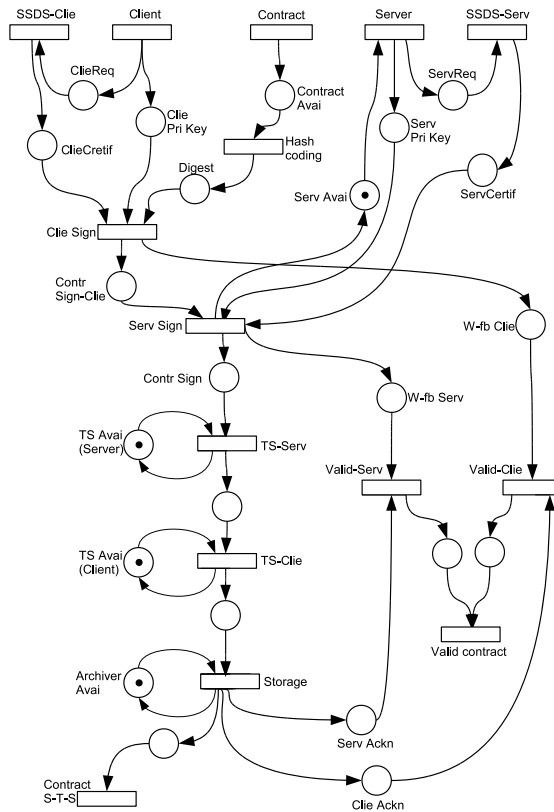 SSDS-Clie
Client
Contract
Server
SSDS-Serv
ClieReq
ServReq
Contract
Avai
Clie
Pri Key
Serv
Pri Key
ClieCretif
Hash
coding
Digest
Serv Avai
ServCertif
Clie Sign
Contr
Sign-Clie
Serv Sign
W-fb Clie
Contr Sign
W-fb Serv
TS Avai
(Server)
TS-Serv
Valid-Serv
Valid-Clie
TS Avai
(Client)
TS-Clie
Valid contract
Archiver
Avai
Storage
Serv Ackn
Contract
S-T-S
Clie Ackn